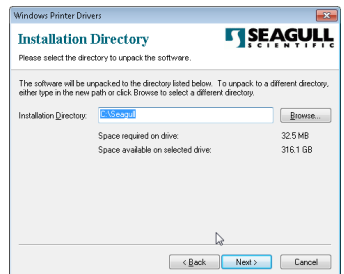 Windows Printer Drivers
Installation Directory
SEAGULL
SCIENTIFIC
Please select the directory to unpack the software.
The software will be unpacked to the directory listed below. To unpack to a different directory,
either type in the new path or click Browse to select a different directory.
Installation Directory: C:\Seagull Browse...
Space required on drive: 32.5 MB
Space available on selected drive: 316.1 GB
< Back Next > Cancel